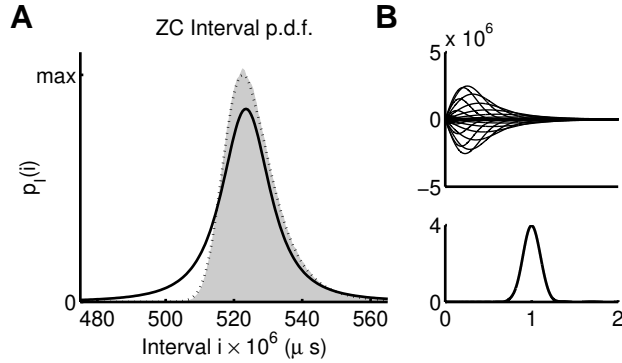 A
ZC Interval p.d.f.
max
p_I(i)
0
480 500 520 540 560
Interval i × 10^6 (μ s)
B
5 x 10^6
0
−5
4
0
0 1 2